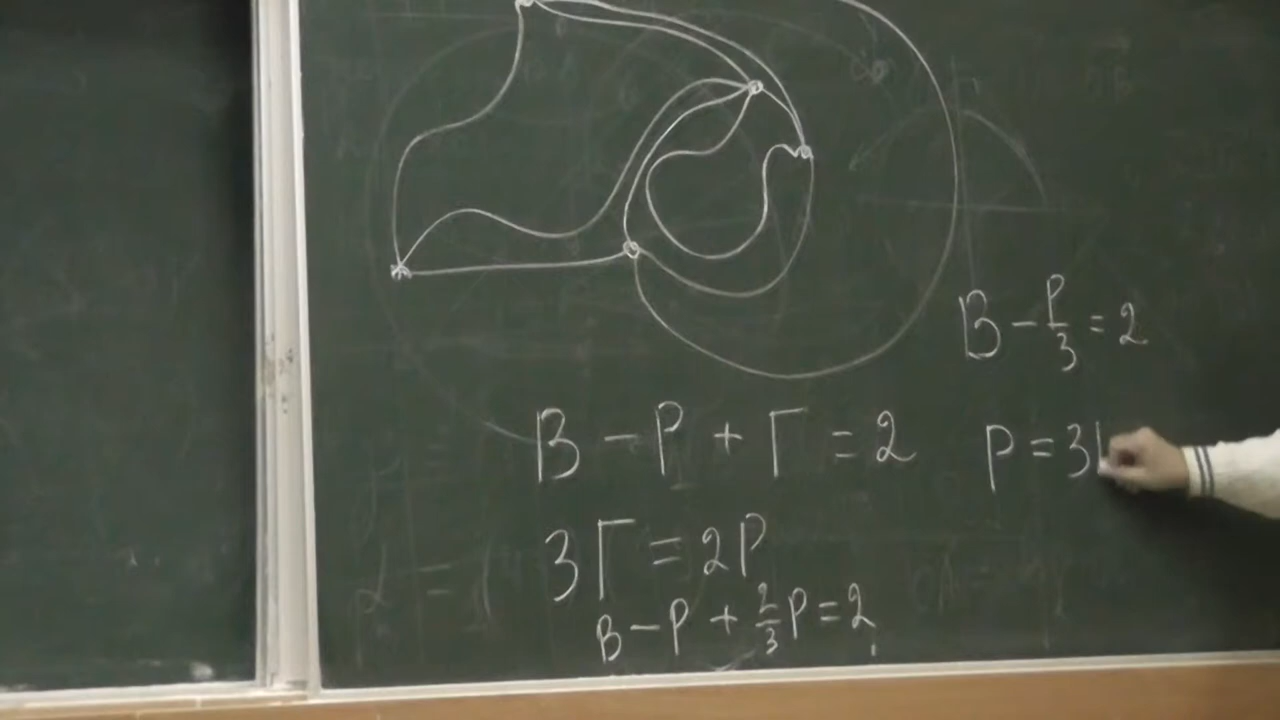 В - Р/3 = 2
В - Р + Г = 2
Р = 3
3Г = 2Р
В - Р + 2/3 Р = 2